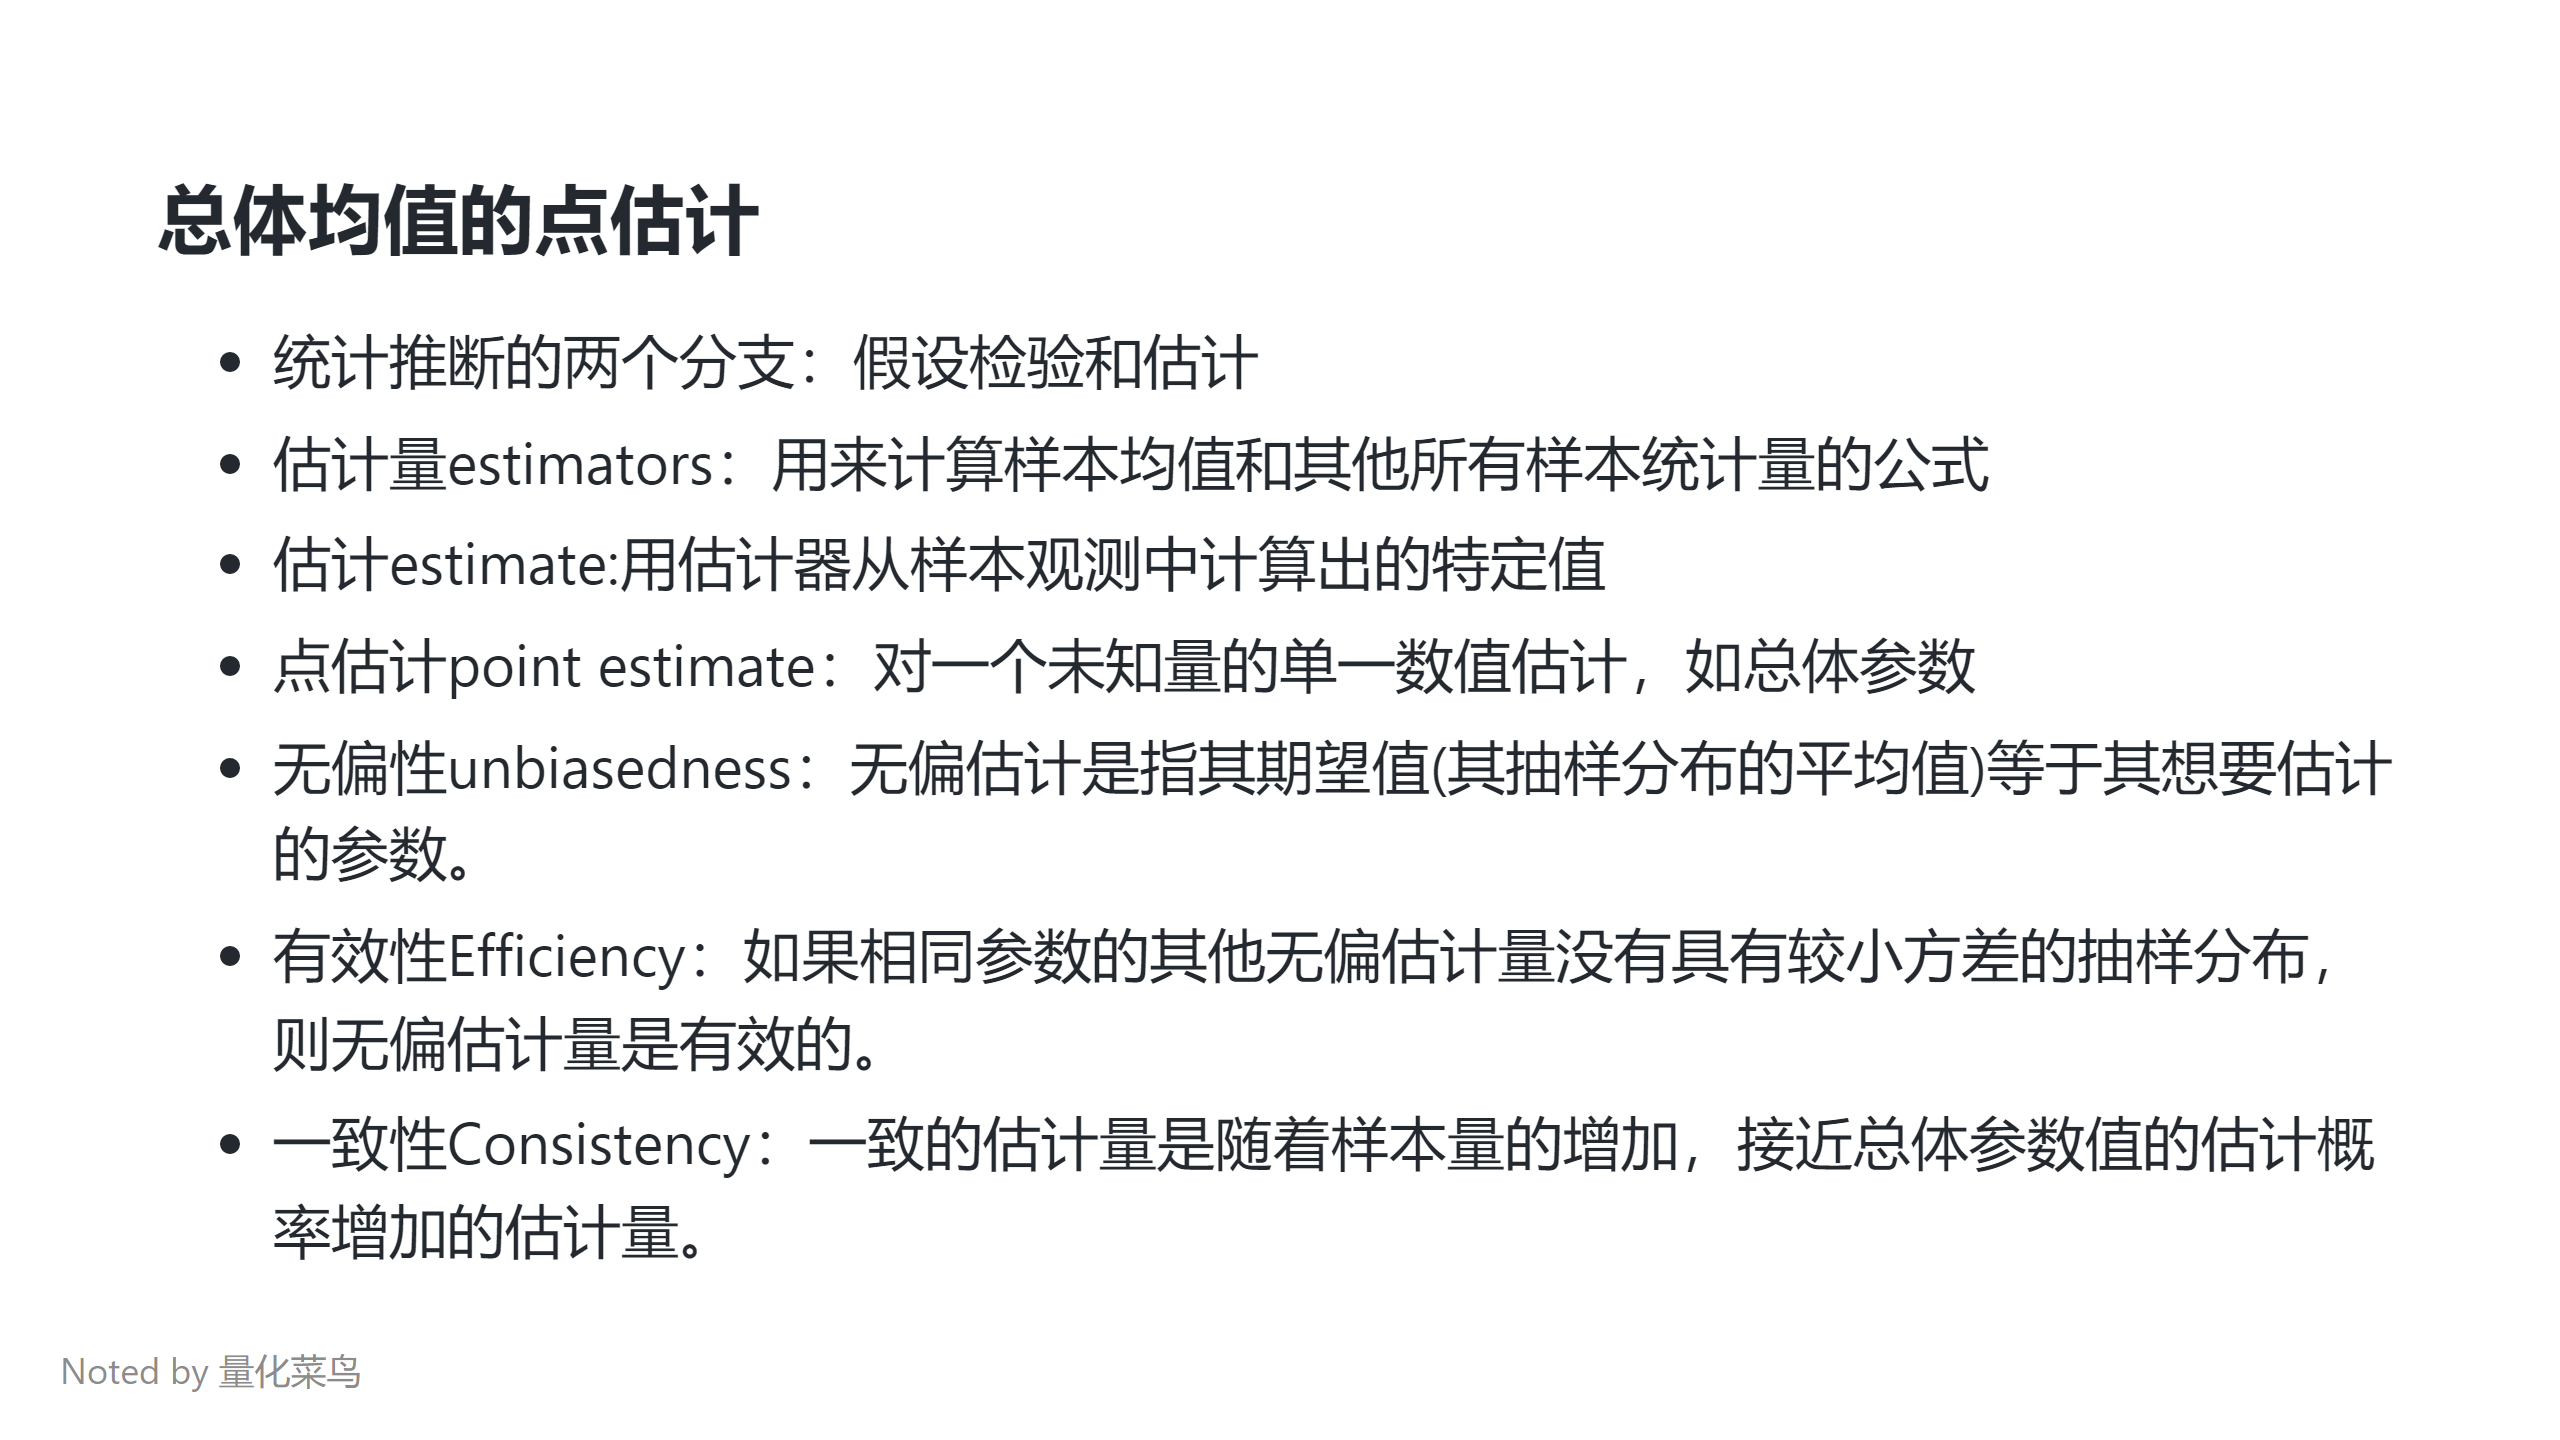 总体均值的点估计
统计推断的两个分支：假设检验和估计
估计量estimators：用来计算样本均值和其他所有样本统计量的公式
估计estimate:用估计器从样本观测中计算出的特定值
点估计point estimate：对一个未知量的单一数值估计，如总体参数
无偏性unbiasedness：无偏估计是指其期望值(其抽样分布的平均值)等于其想要估计
的参数。
有效性Efficiency：如果相同参数的其他无偏估计量没有具有较小方差的抽样分布，
则无偏估计量是有效的。
一致性Consistency：一致的估计量是随着样本量的增加，接近总体参数值的估计概
率增加的估计量。
Noted by 量化菜鸟